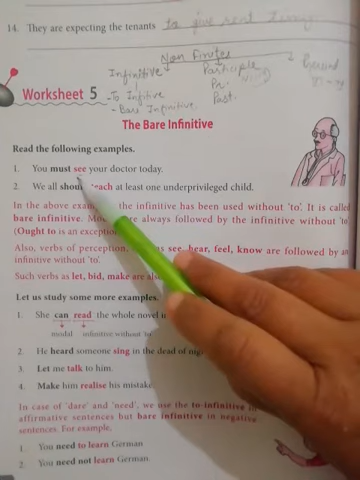 14. They are expecting the tenants to give rent
Non Finites
Infinitive Participle Gerund
- To Infitive Pr.
- Bare Infinitive. Past.
Worksheet 5
The Bare Infinitive
Read the following examples.
1. You must see your doctor today.
2. We all should teach at least one underprivileged child.
In the above the infinitive has been used without 'to'. It is called
bare infinitive. are always followed by the infinitive without 'to'
(Ought to is an exception
Also, verbs of perception, as see, hear, feel, know are followed by an
infinitive without 'to'.
Such verbs as let, bid, make are
Let us study some more examples.
1. She can read the whole novel
modal infinitive without 'to'
2. He heard someone sing in the dead of
3. Let me talk to him.
4. Make him realise his mistake
In case of 'dare' and 'need', we use the to-infinitive in
affirmative sentences but bare infinitive in negative
sentences. For example.
1. You need to learn German
2. You need not learn German.